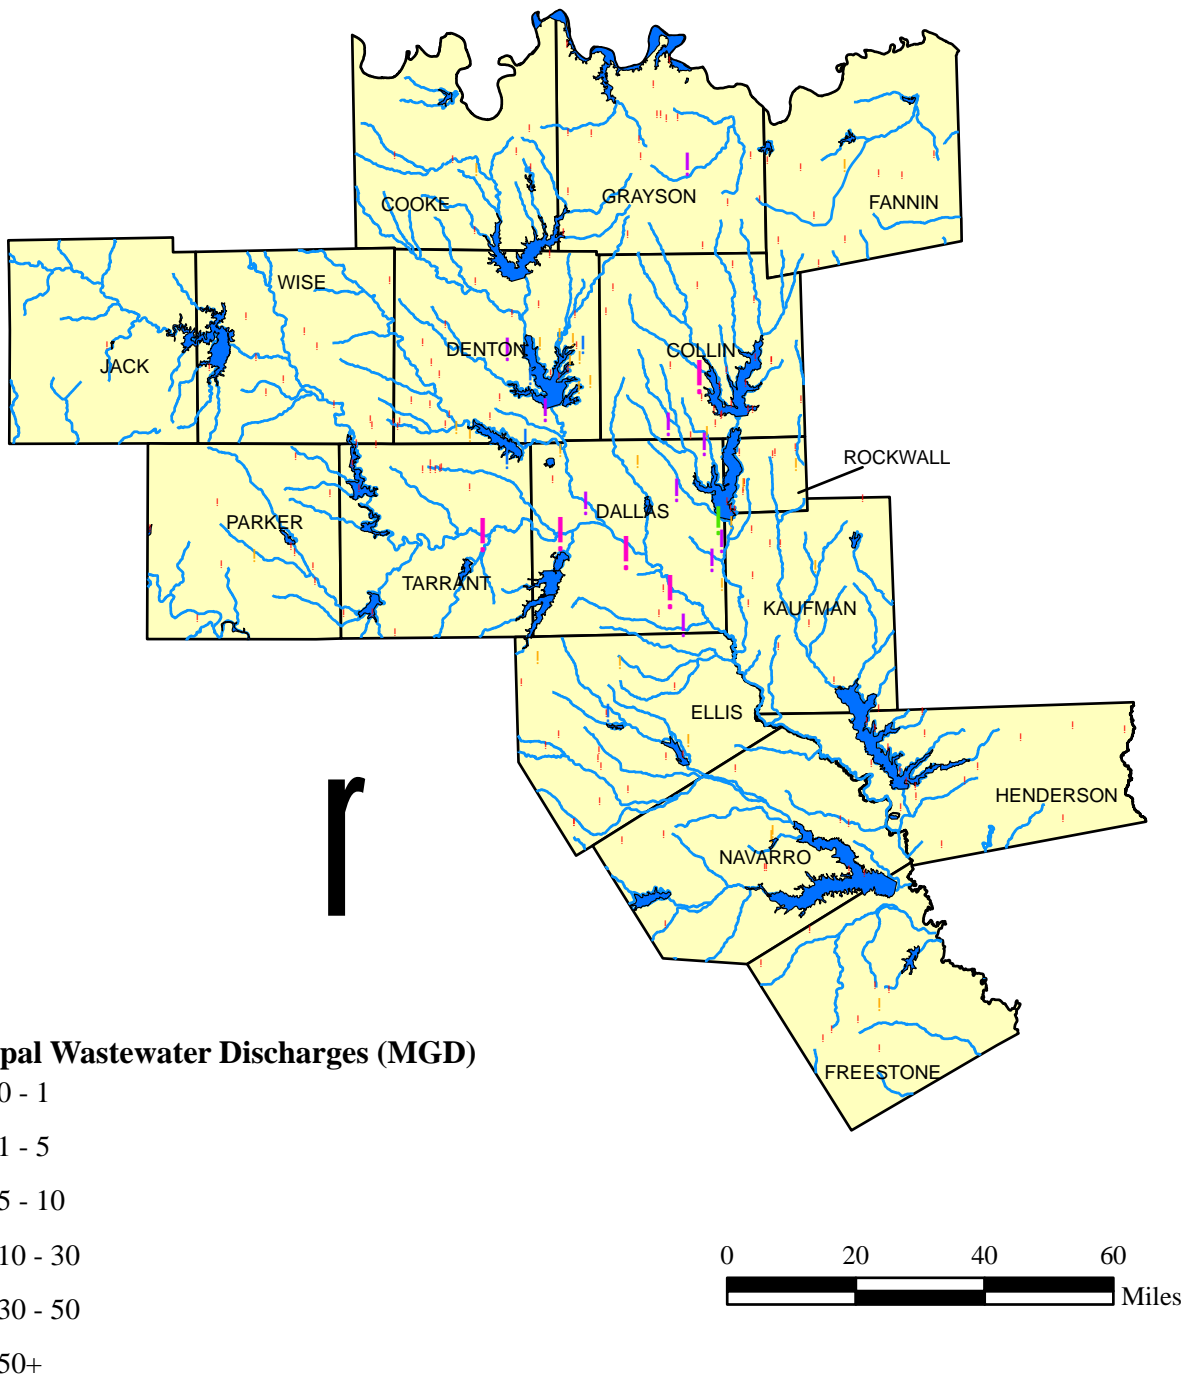 COOKE
GRAYSON
FANNIN
WISE
JACK
DENTON
COLLIN
ROCKWALL
PARKER
DALLAS
TARRANT
KAUFMAN
ELLIS
HENDERSON
NAVARRO
FREESTONE
r
pal Wastewater Discharges (MGD)
0 - 1
1 - 5
5 - 10
10 - 30
30 - 50
50+
0 20 40 60
Miles